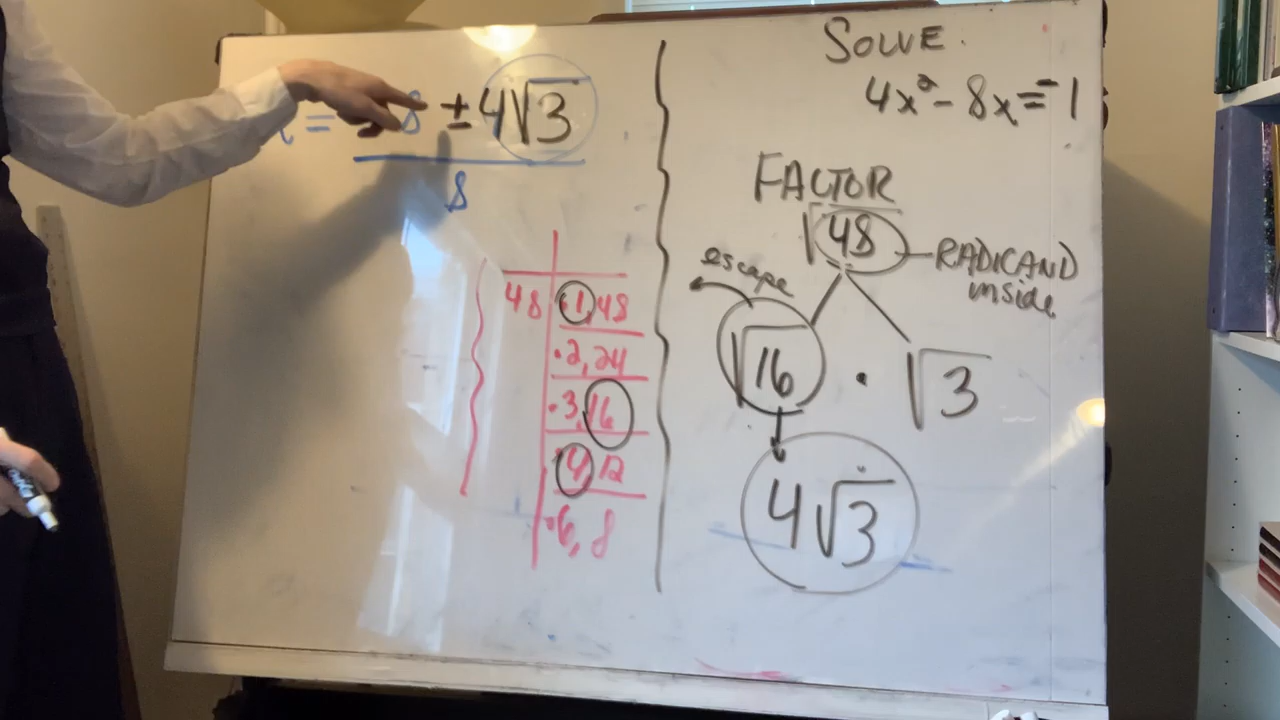 x = 8 ± 4√3
8
48 | 1, 48
2, 24
3, 16
4, 12
6, 8
SOLVE.
4x² - 8x = -1
FACTOR
√48 RADICAND
inside
escape
√16 · √3
4√3